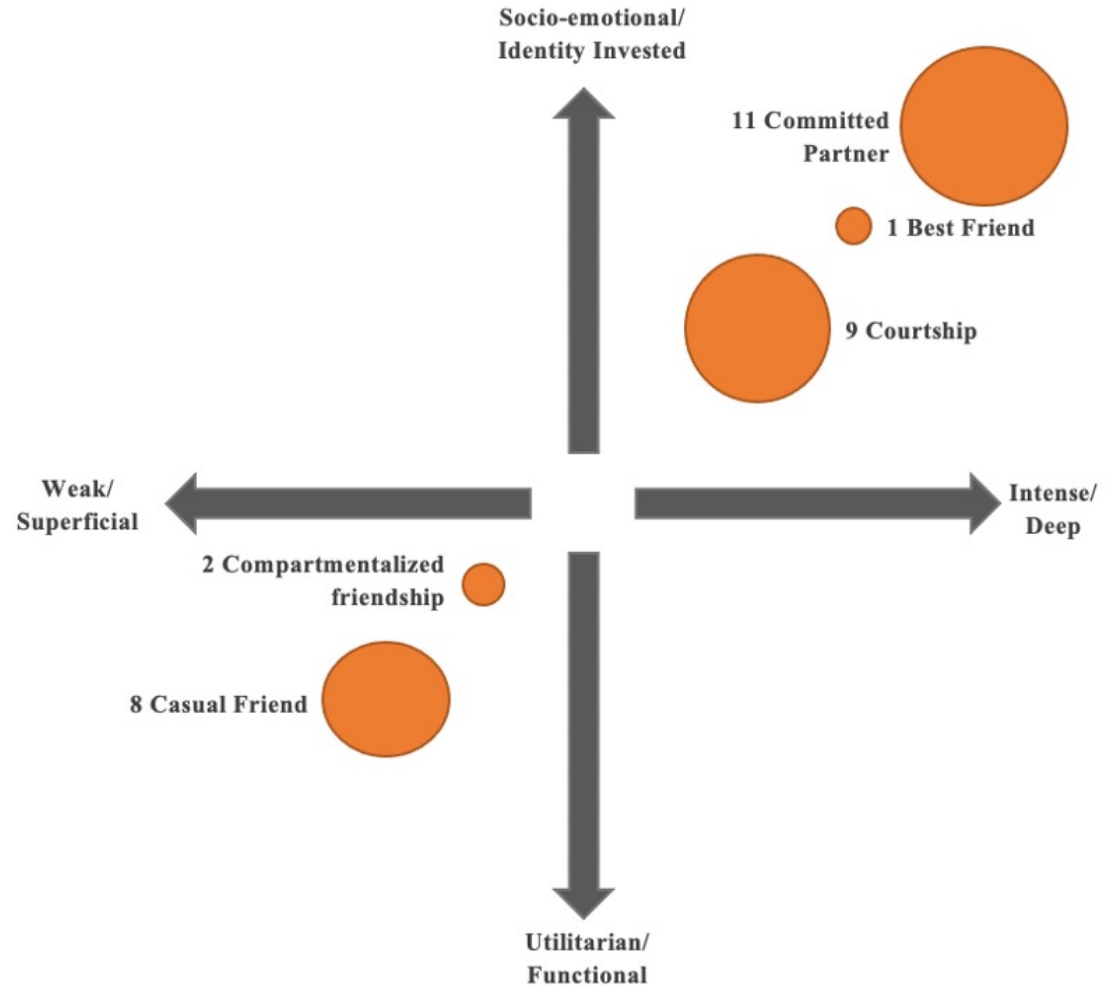 Socio-emotional/
Identity Invested
11 Committed
Partner
1 Best Friend
9 Courtship
Weak/
Superficial
Intense/
Deep
2 Compartmentalized
friendship
8 Casual Friend
Utilitarian/
Functional